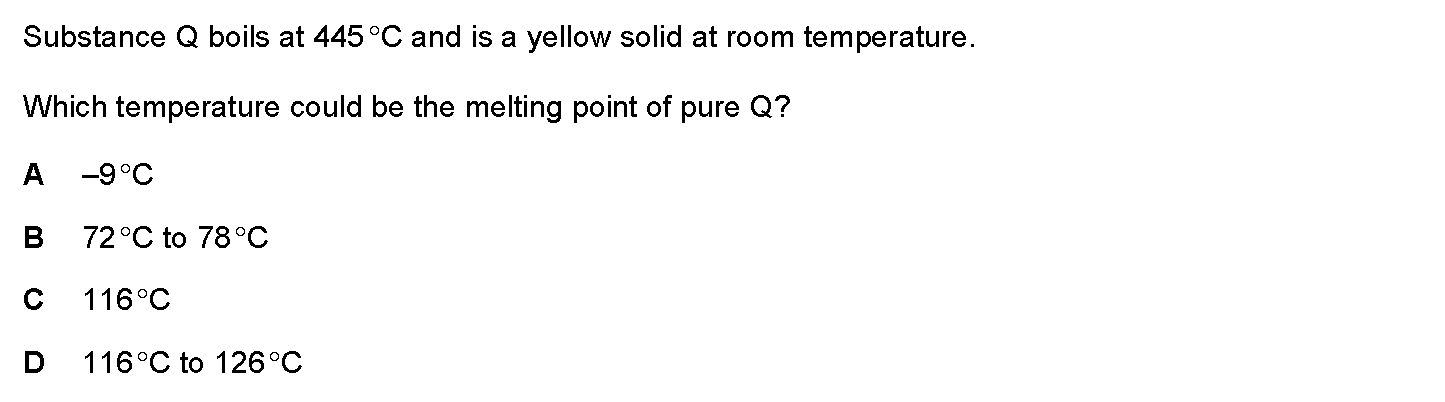 Substance Q boils at 445 °C and is a yellow solid at room temperature.
Which temperature could be the melting point of pure Q?
A –9 °C
B 72 °C to 78 °C
C 116 °C
D 116 °C to 126 °C